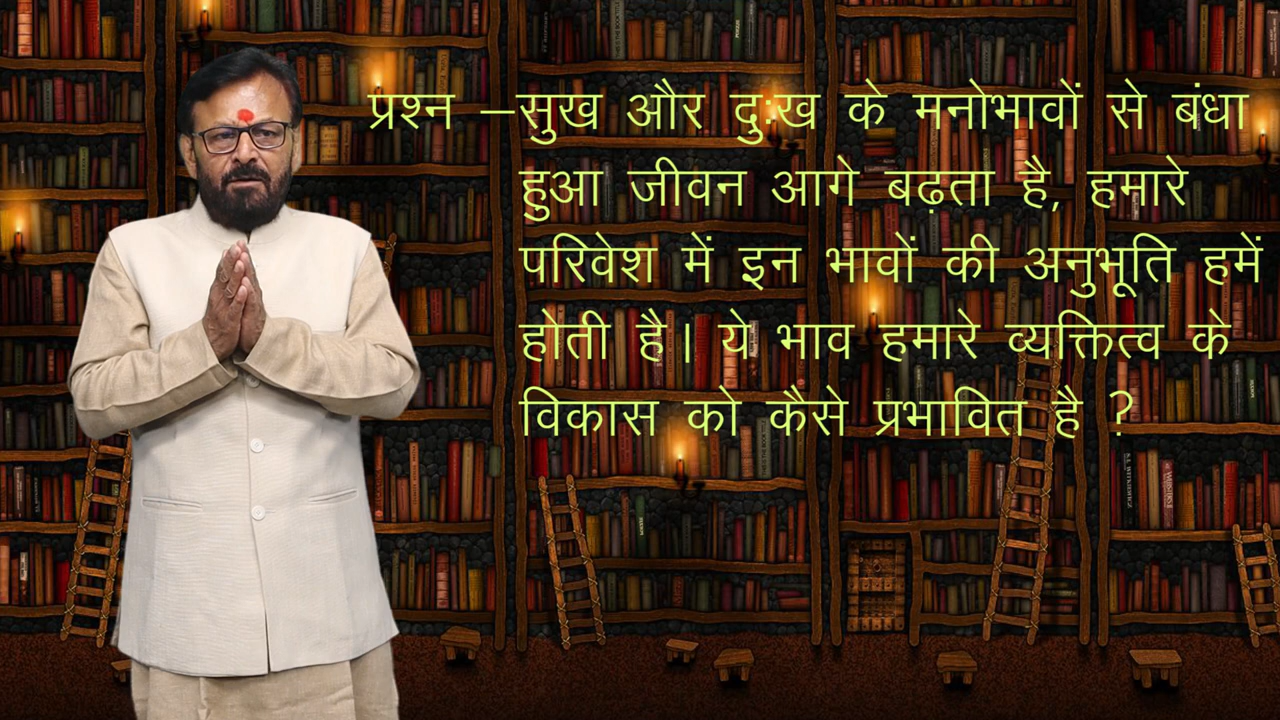 प्रश्न –सुख और दुःख के मनोभावों से बंधा
हुआ जीवन आगे बढ़ता है, हमारे
परिवेश में इन भावों की अनुभूति हमें
होती है। ये भाव हमारे व्यक्तित्व के
विकास को कैसे प्रभावित है ?